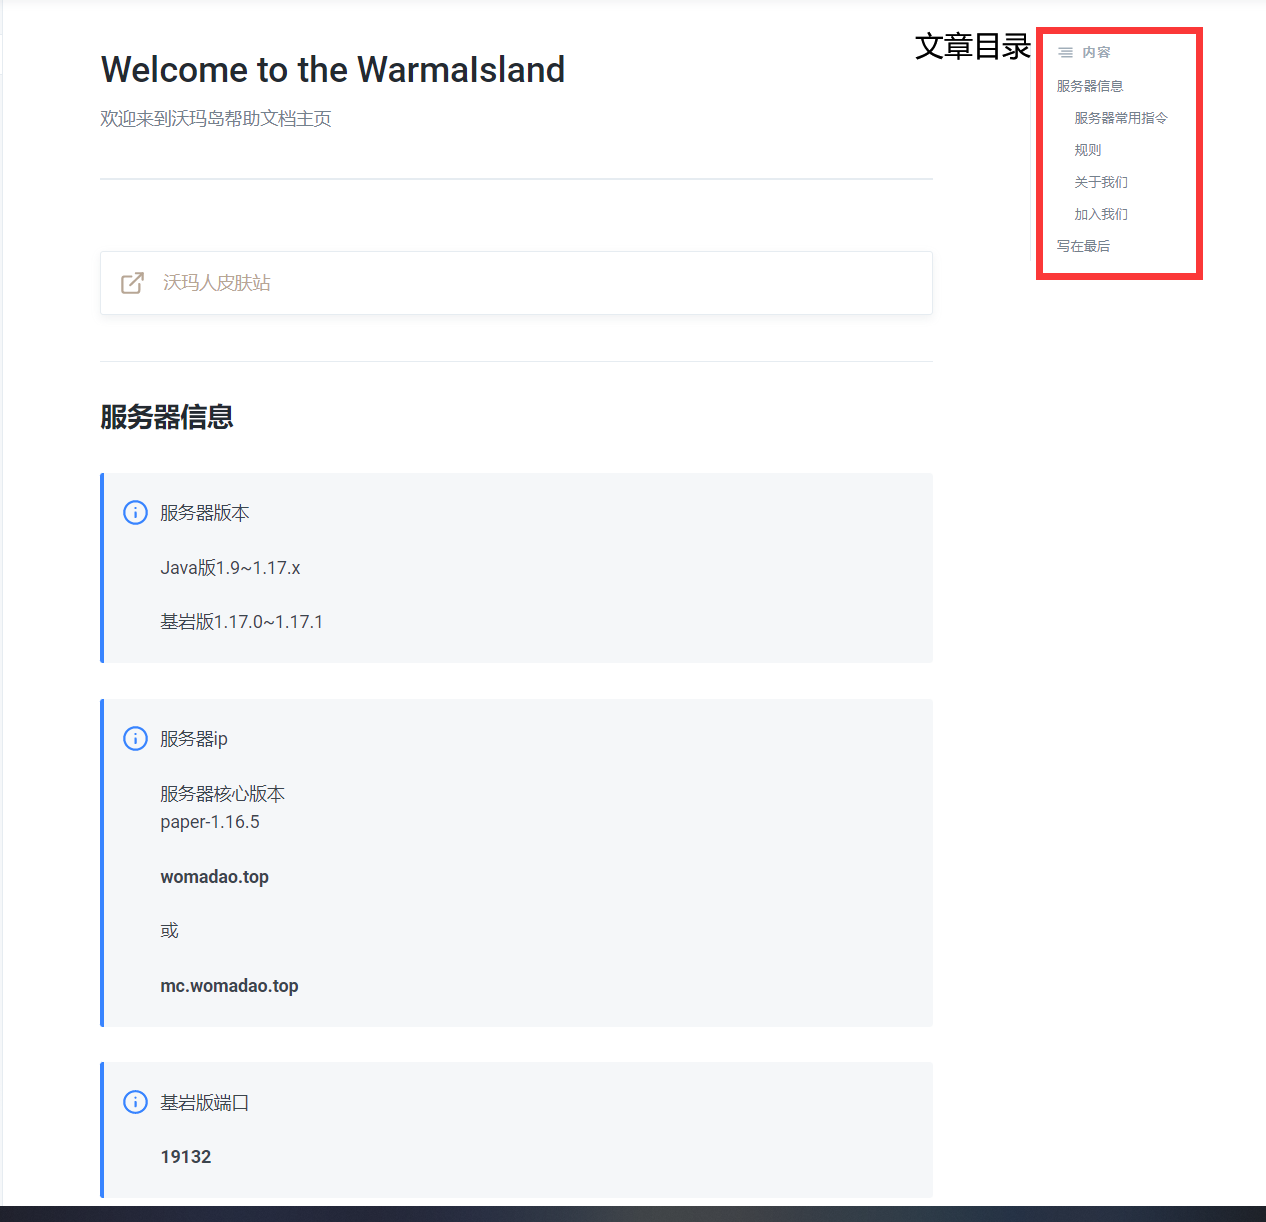 Welcome to the WarmaIsland
欢迎来到沃玛岛帮助文档主页
沃玛人皮肤站
服务器信息
服务器版本
Java版1.9~1.17.x
基岩版1.17.0~1.17.1
服务器ip
服务器核心版本
paper-1.16.5
womadao.top
或
mc.womadao.top
基岩版端口
19132
文章目录
内容
服务器信息
服务器常用指令
规则
关于我们
加入我们
写在最后